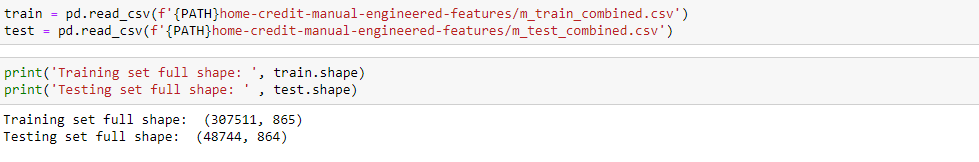 train = pd.read_csv(f'{PATH}home-credit-manual-engineered-features/m_train_combined.csv')
test = pd.read_csv(f'{PATH}home-credit-manual-engineered-features/m_test_combined.csv')
print('Training set full shape: ', train.shape)
print('Testing set full shape: ' , test.shape)
Training set full shape:  (307511, 865)
Testing set full shape:  (48744, 864)